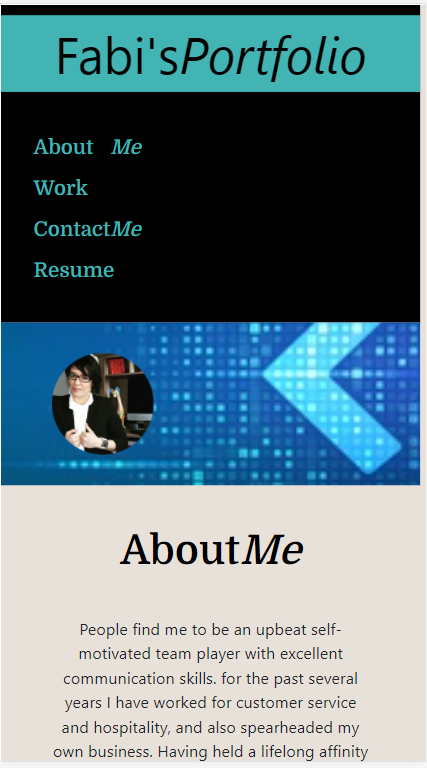 Fabi'sPortfolio
About Me
Work
ContactMe
Resume
AboutMe
People find me to be an upbeat self-
motivated team player with excellent
communication skills. for the past several
years I have worked for customer service
and hospitality, and also spearheaded my
own business. Having held a lifelong affinity